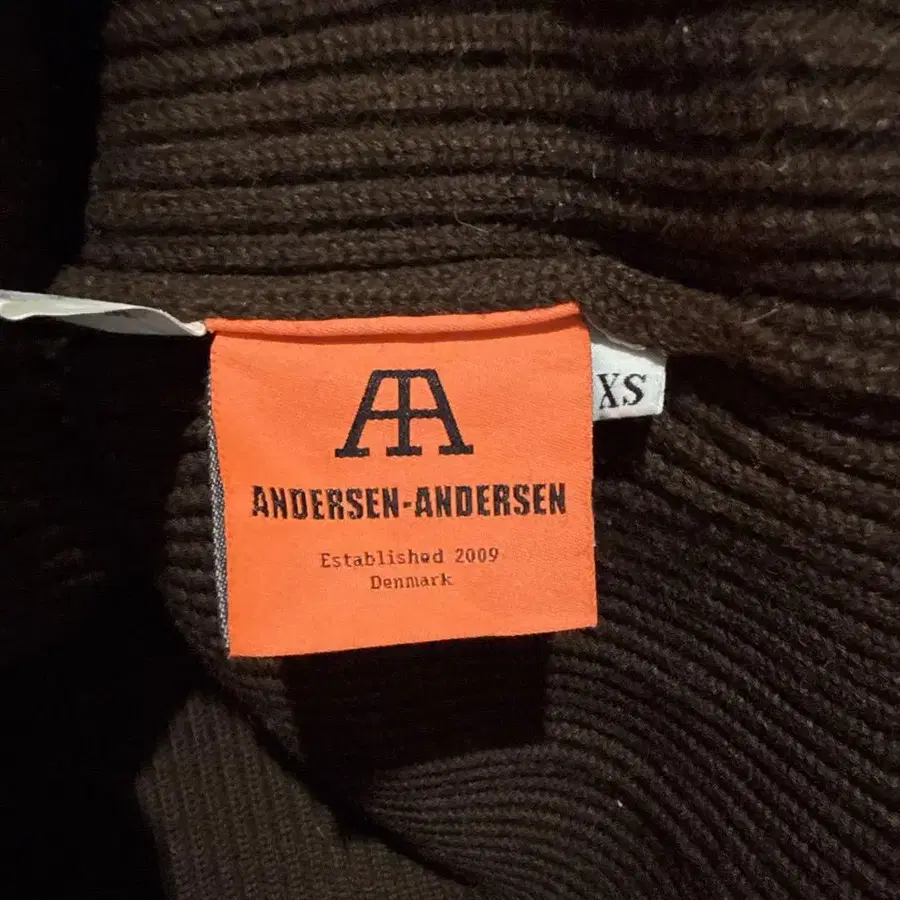 AA
ANDERSEN-ANDERSEN
Established 2009
Denmark
XS